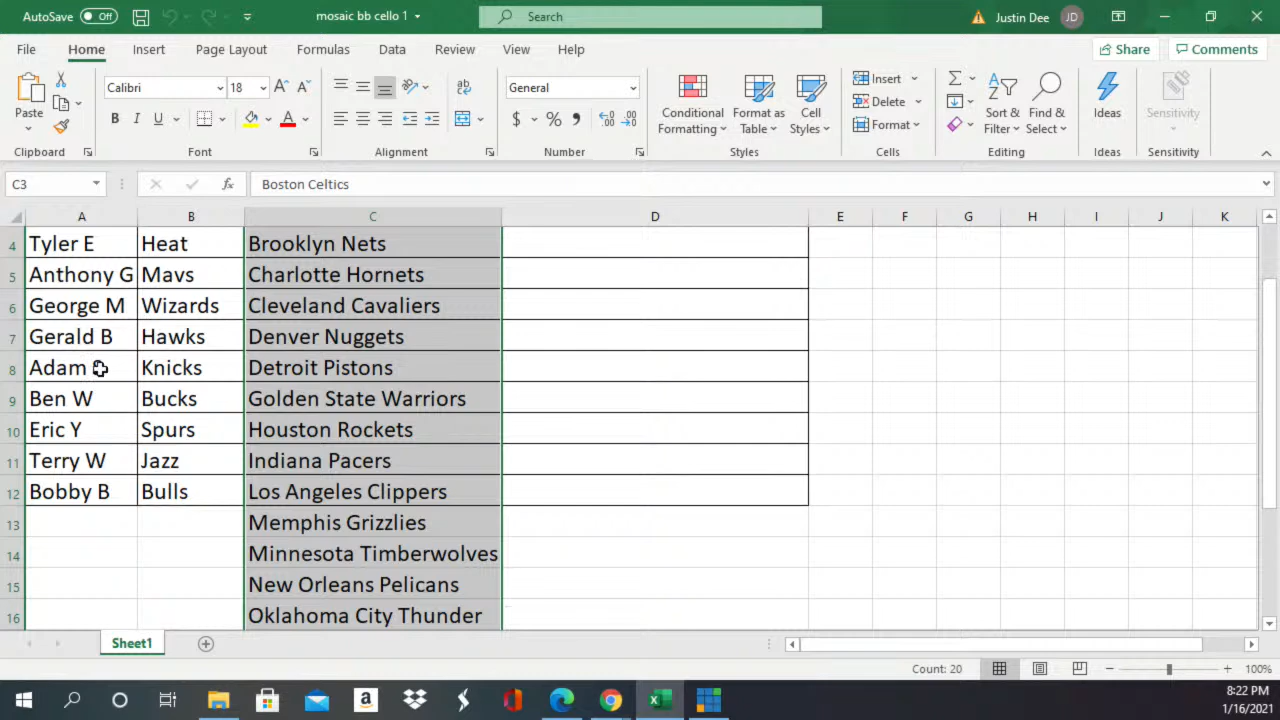 AutoSave Off mosaic bb cello 1 Search Justin Dee JD
File Home Insert Page Layout Formulas Data Review View Help Share Comments
Calibri 18 General Insert
Paste Delete Conditional Formatting Format as Table Cell Styles Format Sort & Filter Find & Select Ideas Sensitivity
Clipboard Font Alignment Number Styles Cells Editing Ideas Sensitivity
C3 fx Boston Celtics
A B C D E F G H I J K
4 Tyler E Heat Brooklyn Nets
5 Anthony G Mavs Charlotte Hornets
6 George M Wizards Cleveland Cavaliers
7 Gerald B Hawks Denver Nuggets
8 Adam Knicks Detroit Pistons
9 Ben W Bucks Golden State Warriors
10 Eric Y Spurs Houston Rockets
11 Terry W Jazz Indiana Pacers
12 Bobby B Bulls Los Angeles Clippers
13 Memphis Grizzlies
14 Minnesota Timberwolves
15 New Orleans Pelicans
16 Oklahoma City Thunder
Sheet1
Count: 20 100%
8:22 PM
1/16/2021